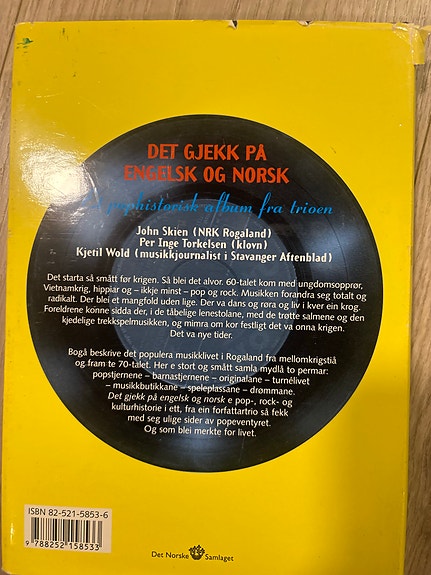 DET GJEKK PÅ
ENGELSK OG NORSK
pophistorisk album fra trioen
John Skien (NRK Rogaland)
Per Inge Torkelsen (klovn)
Kjetil Wold (musikkjournalist i Stavanger Aftenblad)
Det starta så smått før krigen. Så blei det alvor. 60-talet kom med ungdomsopprør,
Vietnamkrig, hippiar og – ikkje minst – pop og rock. Musikken forandra seg totalt og
radikalt. Der blei et mangfold uden lige. Der va dans og røra og liv i kver ein krog.
Foreldrene könne sidda der, i de tåbelige lenestolane, med de trøtte salmene og den
kjedelige trekkspelmusikken, og mimra om kor festligt det va onna krigen.
Det va nye tider.
Bogå beskrive det populera musikklivet i Rogaland fra mellomkrigstiå
og fram te 70-talet. Her e stort og smått samla mydlå to permar:
popstjernene – barnastjernene – originalane – turnélivet
– musikkbutikkane – speleplassane – drømmane.
Det gjekk på engelsk og norsk e pop-, rock- og
kulturhistorie i ett, fra ein forfattartrio så fekk
med seg ulige sider av popeventyret.
Og som blei merkte for livet.
ISBN 82-521-5853-6
9 788252 158533
Det Norske Samlaget